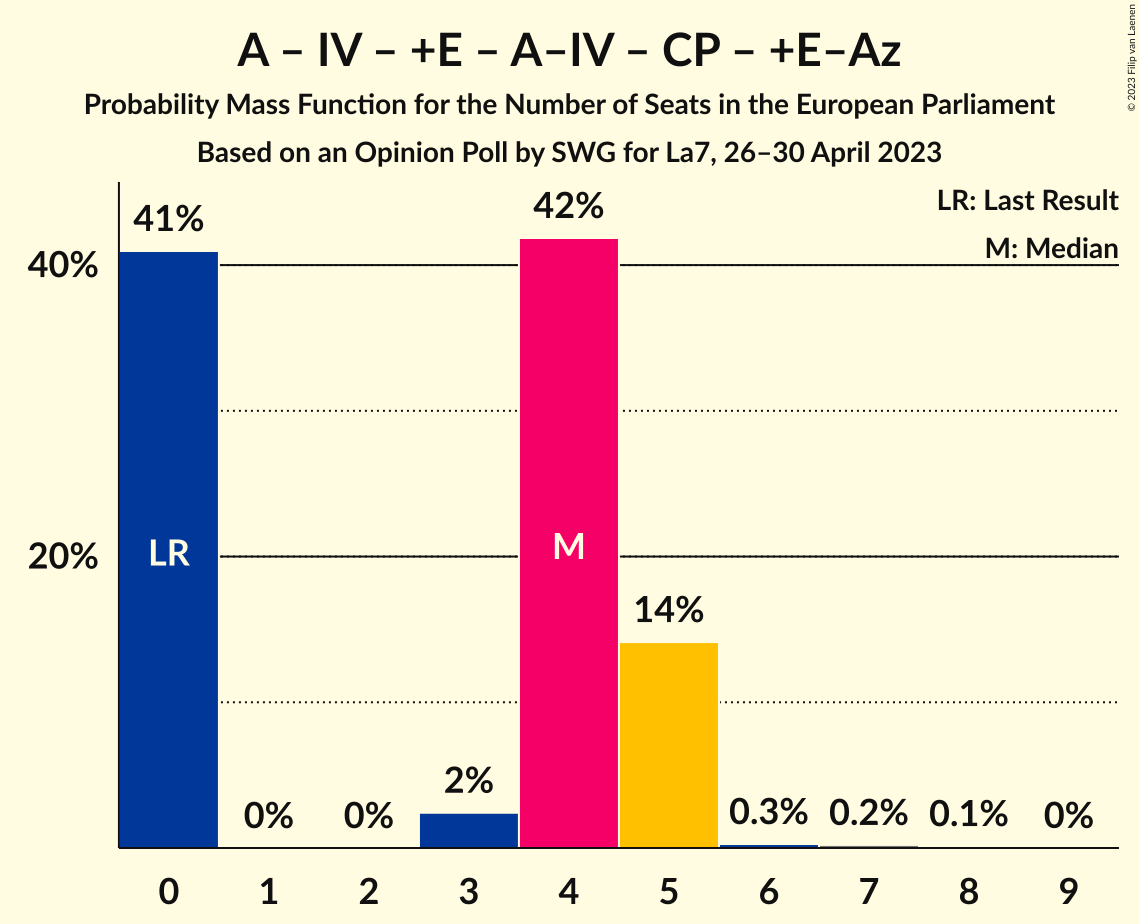 A – IV – +E – A–IV – CP – +E–Az
Probability Mass Function for the Number of Seats in the European Parliament
Based on an Opinion Poll by SWG for La7, 26–30 April 2023
© 2023 Filip van Laenen
LR: Last Result
M: Median
41%
42%
40%
LR
M
20%
14%
2%
0%
0%
0.3%
0.2%
0.1%
0%
0 1 2 3 4 5 6 7 8 9